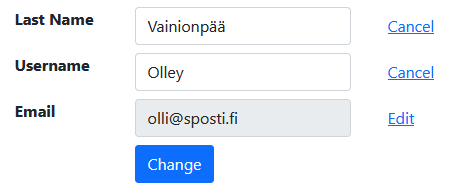 Last Name Vainionpää Cancel
Username Olley Cancel
Email olli@sposti.fi Edit
Change